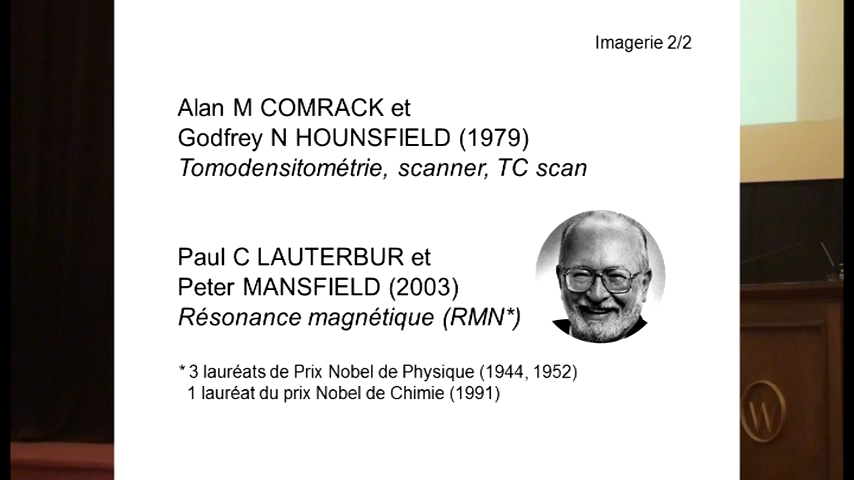 Imagerie 2/2
Alan M COMRACK et
Godfrey N HOUNSFIELD (1979)
Tomodensitométrie, scanner, TC scan
Paul C LAUTERBUR et
Peter MANSFIELD (2003)
Résonance magnétique (RMN*)
* 3 lauréats de Prix Nobel de Physique (1944, 1952)
1 lauréat du prix Nobel de Chimie (1991)
W